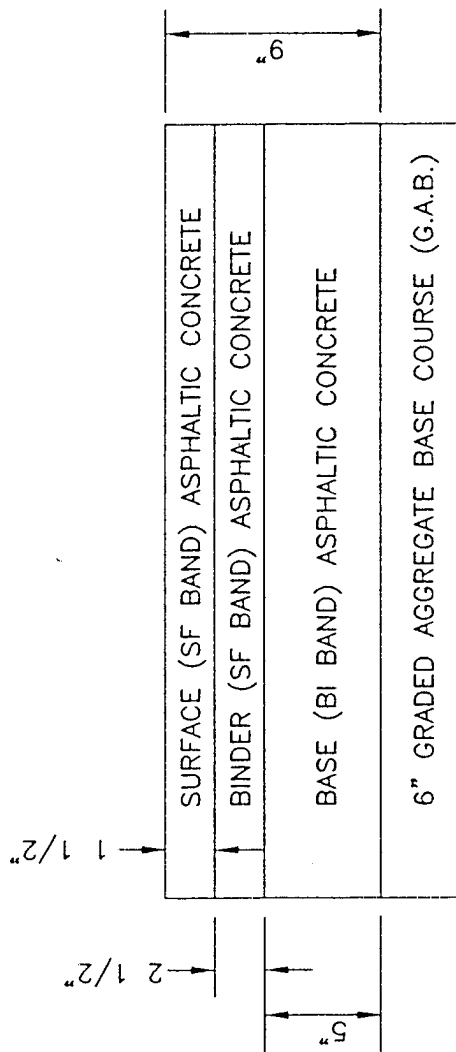 SURFACE (SF BAND) ASPHALTIC CONCRETE
BINDER (SF BAND) ASPHALTIC CONCRETE
BASE (BI BAND) ASPHALTIC CONCRETE
6" GRADED AGGREGATE BASE COURSE (G.A.B.)
1 1/2"
2 1/2"
5"
9"